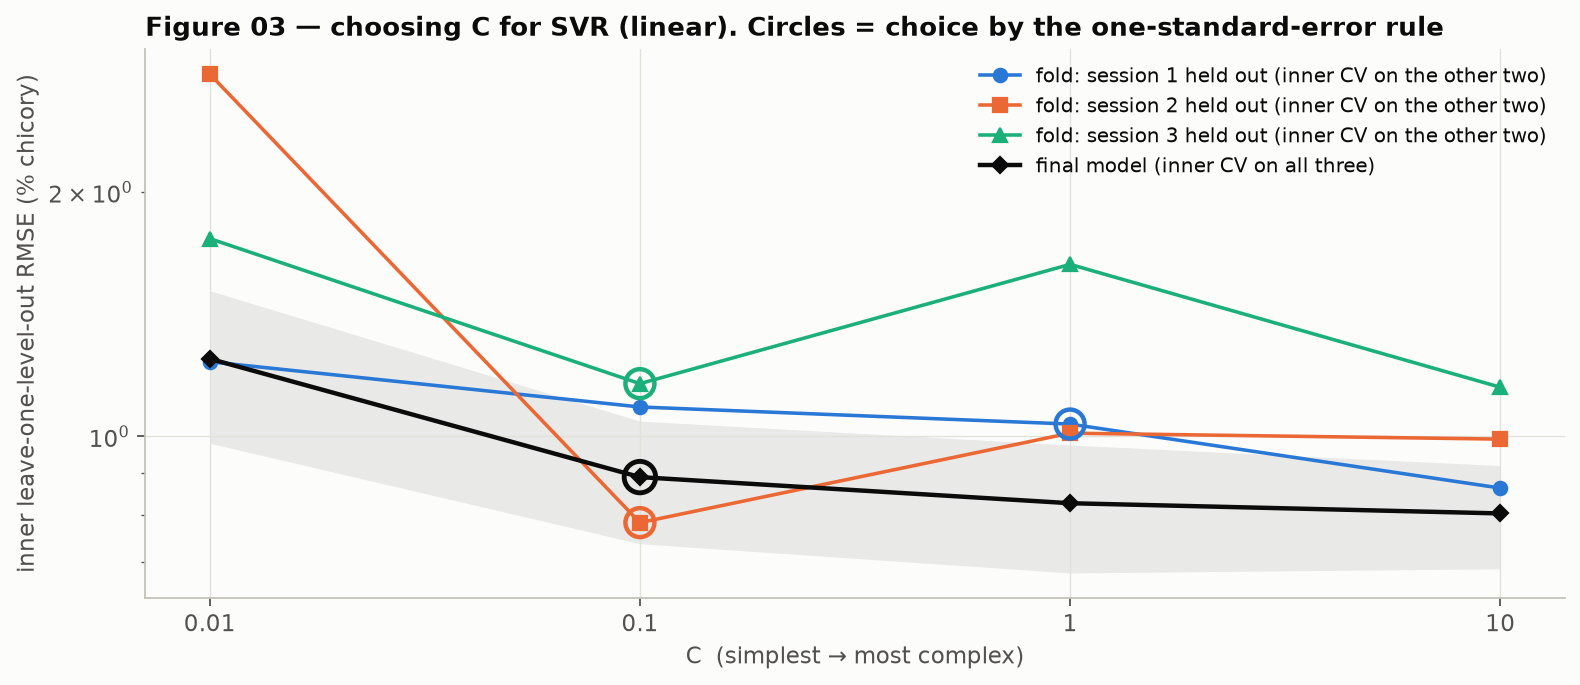 Figure 03 — choosing C for SVR (linear). Circles = choice by the one-standard-error rule
fold: session 1 held out (inner CV on the other two)
fold: session 2 held out (inner CV on the other two)
fold: session 3 held out (inner CV on the other two)
final model (inner CV on all three)
inner leave-one-level-out RMSE (% chicory)
2 × 10⁰
10⁰
0.01
0.1
1
10
C (simplest → most complex)